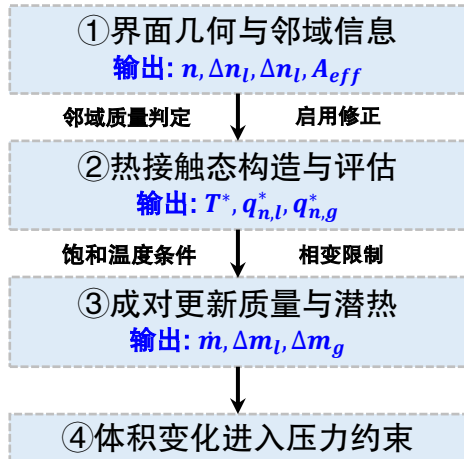 ①界面几何与邻域信息
输出: n, Δn_l, Δn_l, A_eff
邻域质量判定 启用修正
②热接触态构造与评估
输出: T*, q*_{n,l}, q*_{n,g}
饱和温度条件 相变限制
③成对更新质量与潜热
输出: ṁ, Δm_l, Δm_g
④体积变化进入压力约束